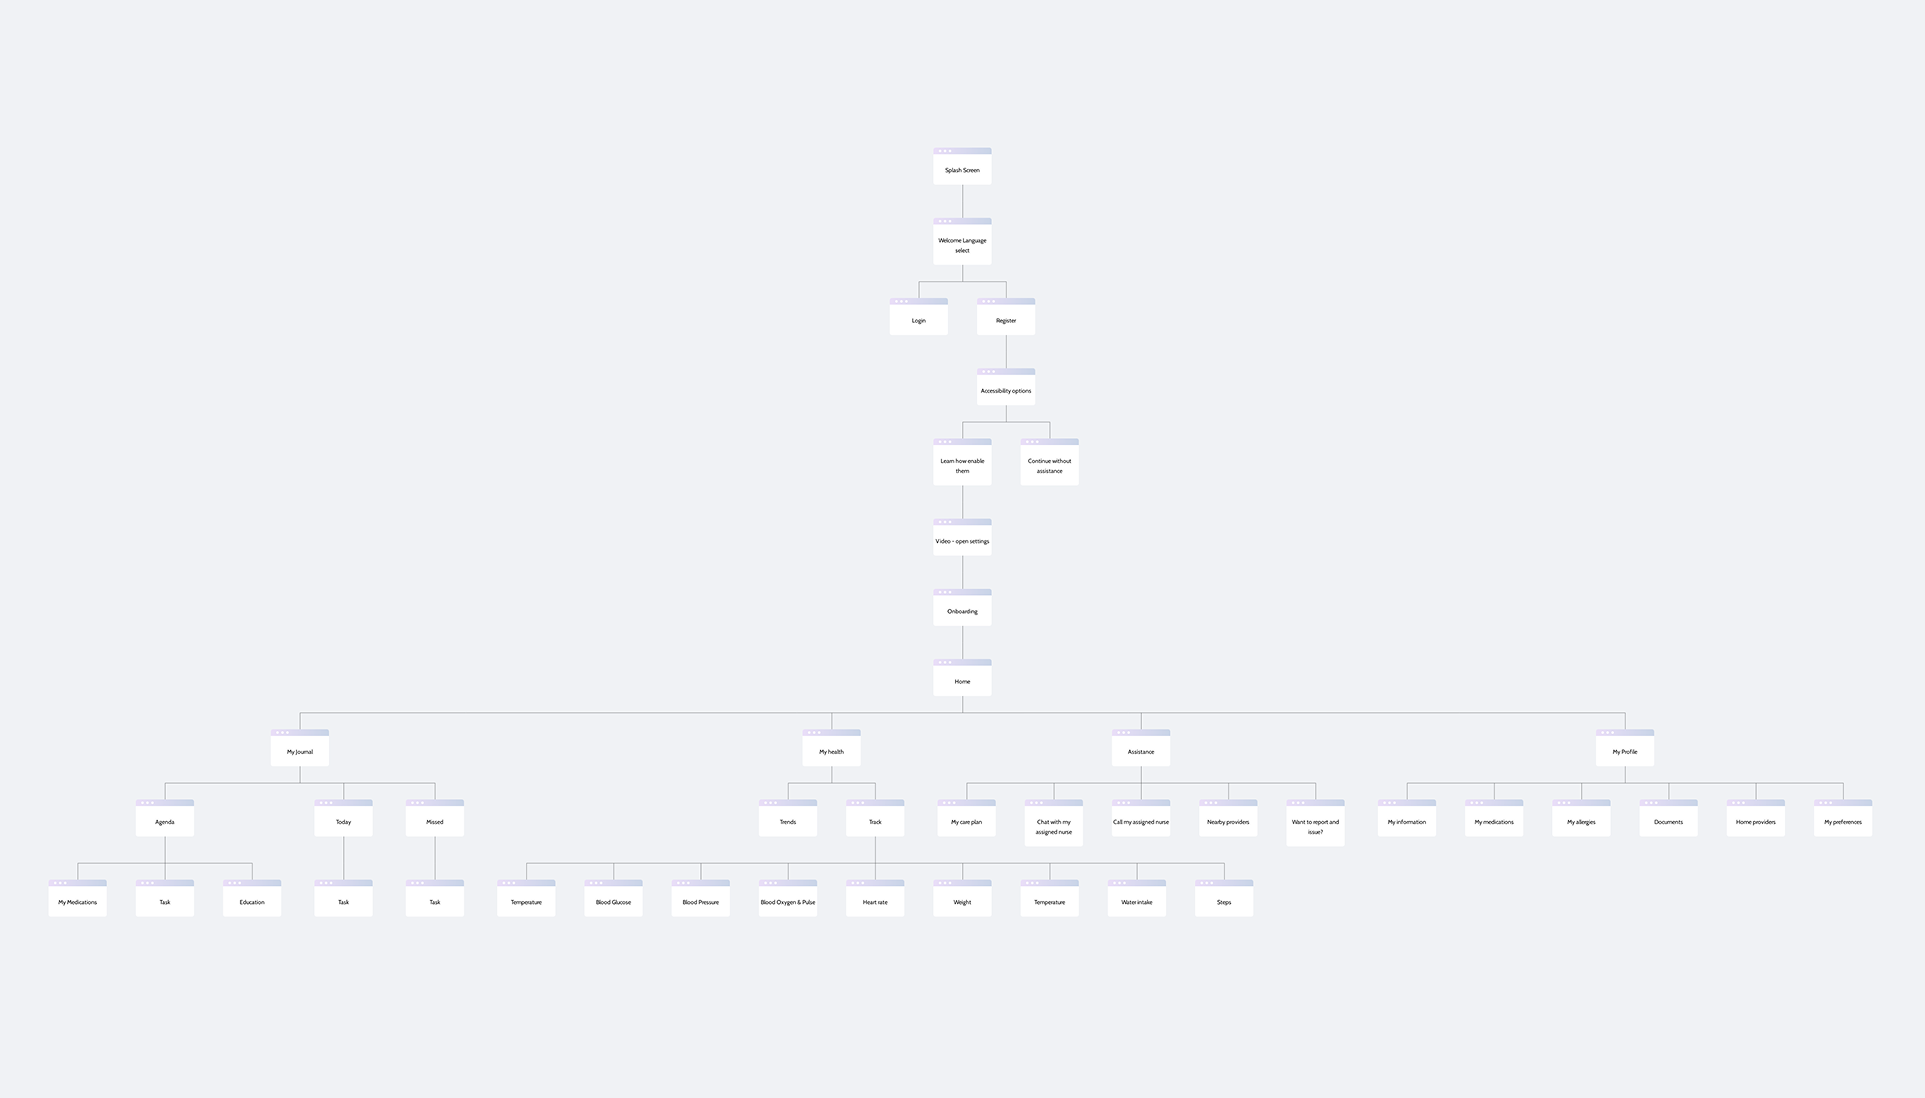 Splash Screen
Welcome Language
select
Login
Register
Accessibility options
Learn how enable
them
Continue without
assistance
Video - open settings
Onboarding
Home
My Journal
My health
Assistance
My Profile
Agenda
Today
Missed
Trends
Track
My care plan
Chat with my
assigned nurse
Call my assigned nurse
Nearby providers
Want to report and
issue?
My information
My medications
My allergies
Documents
Home providers
My preferences
My Medications
Task
Education
Task
Task
Temperature
Blood Glucose
Blood Pressure
Blood Oxygen & Pulse
Heart rate
Weight
Temperature
Water intake
Steps